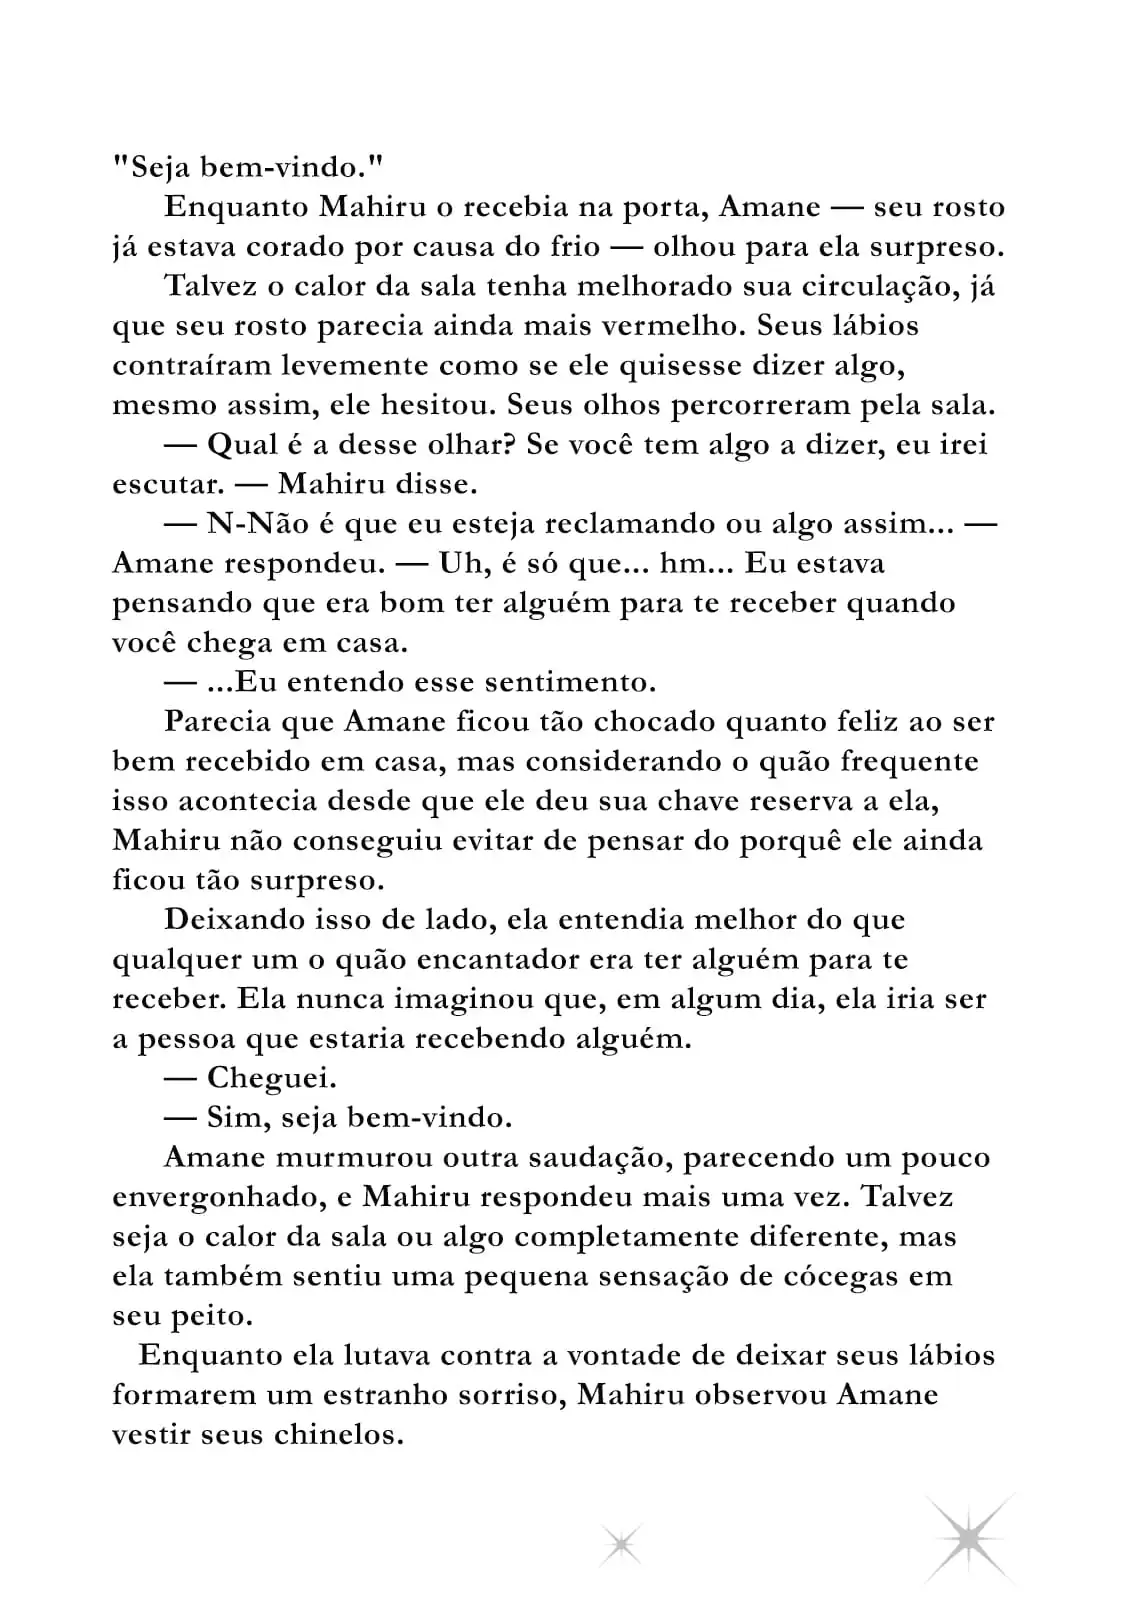 "Seja bem-vindo."
Enquanto Mahiru o recebia na porta, Amane — seu rosto
já estava corado por causa do frio — olhou para ela surpreso.
Talvez o calor da sala tenha melhorado sua circulação, já
que seu rosto parecia ainda mais vermelho. Seus lábios
contraíram levemente como se ele quisesse dizer algo,
mesmo assim, ele hesitou. Seus olhos percorreram pela sala.
— Qual é a desse olhar? Se você tem algo a dizer, eu irei
escutar. — Mahiru disse.
— N-Não é que eu esteja reclamando ou algo assim... —
Amane respondeu. — Uh, é só que... hm... Eu estava
pensando que era bom ter alguém para te receber quando
você chega em casa.
— ...Eu entendo esse sentimento.
Parecia que Amane ficou tão chocado quanto feliz ao ser
bem recebido em casa, mas considerando o quão frequente
isso acontecia desde que ele deu sua chave reserva a ela,
Mahiru não conseguiu evitar de pensar do porquê ele ainda
ficou tão surpreso.
Deixando isso de lado, ela entendia melhor do que
qualquer um o quão encantador era ter alguém para te
receber. Ela nunca imaginou que, em algum dia, ela iria ser
a pessoa que estaria recebendo alguém.
— Cheguei.
— Sim, seja bem-vindo.
Amane murmurou outra saudação, parecendo um pouco
envergonhado, e Mahiru respondeu mais uma vez. Talvez
seja o calor da sala ou algo completamente diferente, mas
ela também sentiu uma pequena sensação de cócegas em
seu peito.
Enquanto ela lutava contra a vontade de deixar seus lábios
formarem um estranho sorriso, Mahiru observou Amane
vestir seus chinelos.